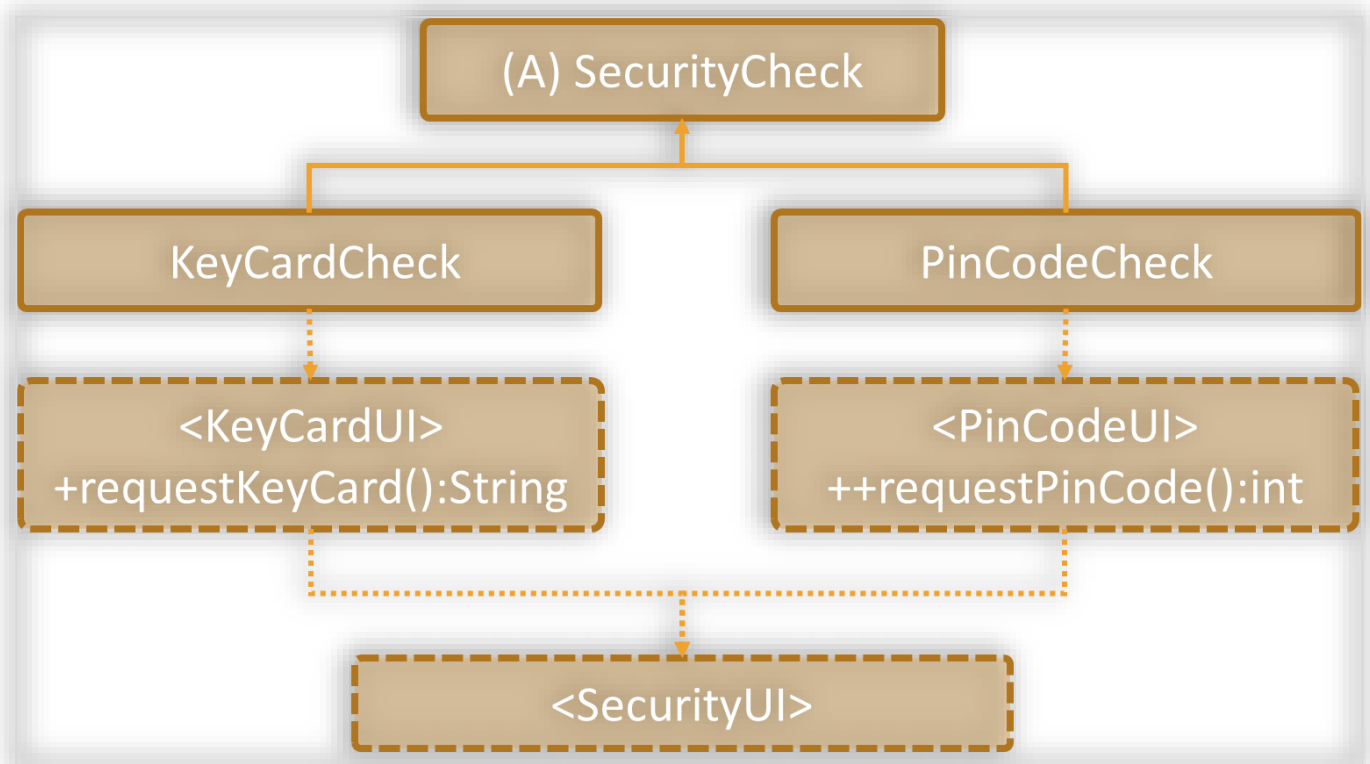 (A) SecurityCheck
KeyCardCheck
PinCodeCheck
<KeyCardUI>
+requestKeyCard():String
<PinCodeUI>
++requestPinCode():int
<SecurityUI>